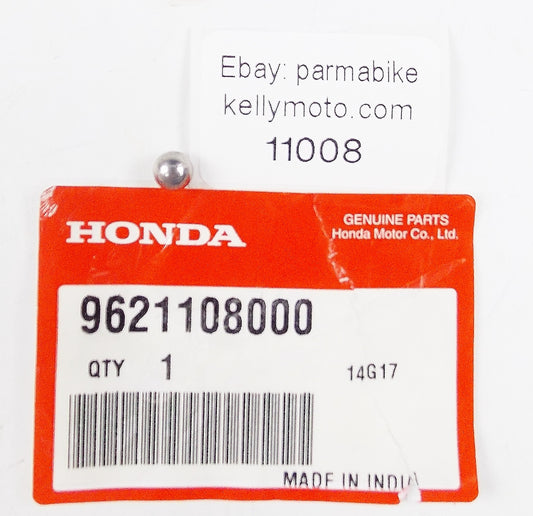 Ebay: parmabike
kellymoto.com
11008
HONDA
GENUINE PARTS
Honda Motor Co., Ltd.
9621108000
QTY 1
14G17
MADE IN INDIA